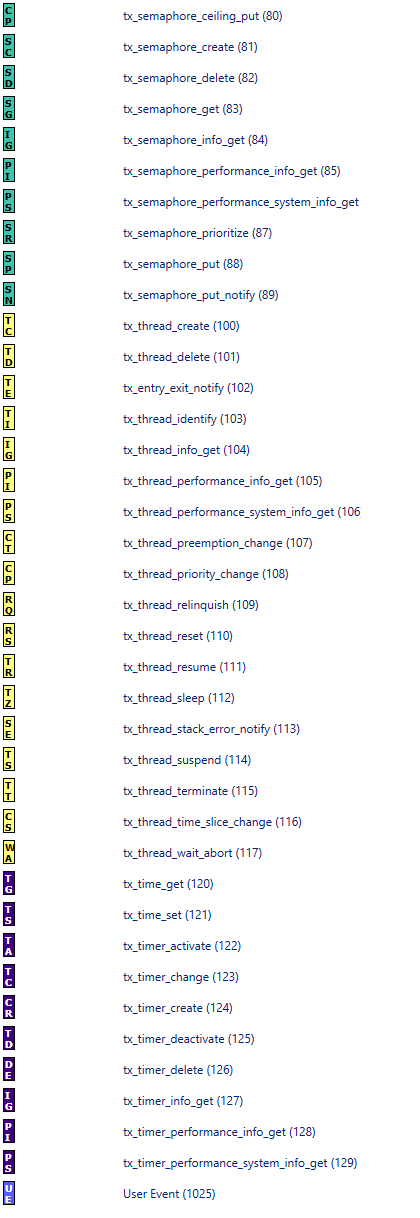 CP tx_semaphore_ceiling_put (80)
SC tx_semaphore_create (81)
SD tx_semaphore_delete (82)
SG tx_semaphore_get (83)
IG tx_semaphore_info_get (84)
PI tx_semaphore_performance_info_get (85)
PS tx_semaphore_performance_system_info_get
SR tx_semaphore_prioritize (87)
SP tx_semaphore_put (88)
SN tx_semaphore_put_notify (89)
TC tx_thread_create (100)
TD tx_thread_delete (101)
TE tx_entry_exit_notify (102)
TI tx_thread_identify (103)
IG tx_thread_info_get (104)
PI tx_thread_performance_info_get (105)
PS tx_thread_performance_system_info_get (106
CT tx_thread_preemption_change (107)
CP tx_thread_priority_change (108)
RQ tx_thread_relinquish (109)
RS tx_thread_reset (110)
TR tx_thread_resume (111)
TZ tx_thread_sleep (112)
SE tx_thread_stack_error_notify (113)
TS tx_thread_suspend (114)
TT tx_thread_terminate (115)
CS tx_thread_time_slice_change (116)
WA tx_thread_wait_abort (117)
TG tx_time_get (120)
TS tx_time_set (121)
TA tx_timer_activate (122)
TC tx_timer_change (123)
CR tx_timer_create (124)
TD tx_timer_deactivate (125)
DE tx_timer_delete (126)
IG tx_timer_info_get (127)
PI tx_timer_performance_info_get (128)
PS tx_timer_performance_system_info_get (129)
UE User Event (1025)